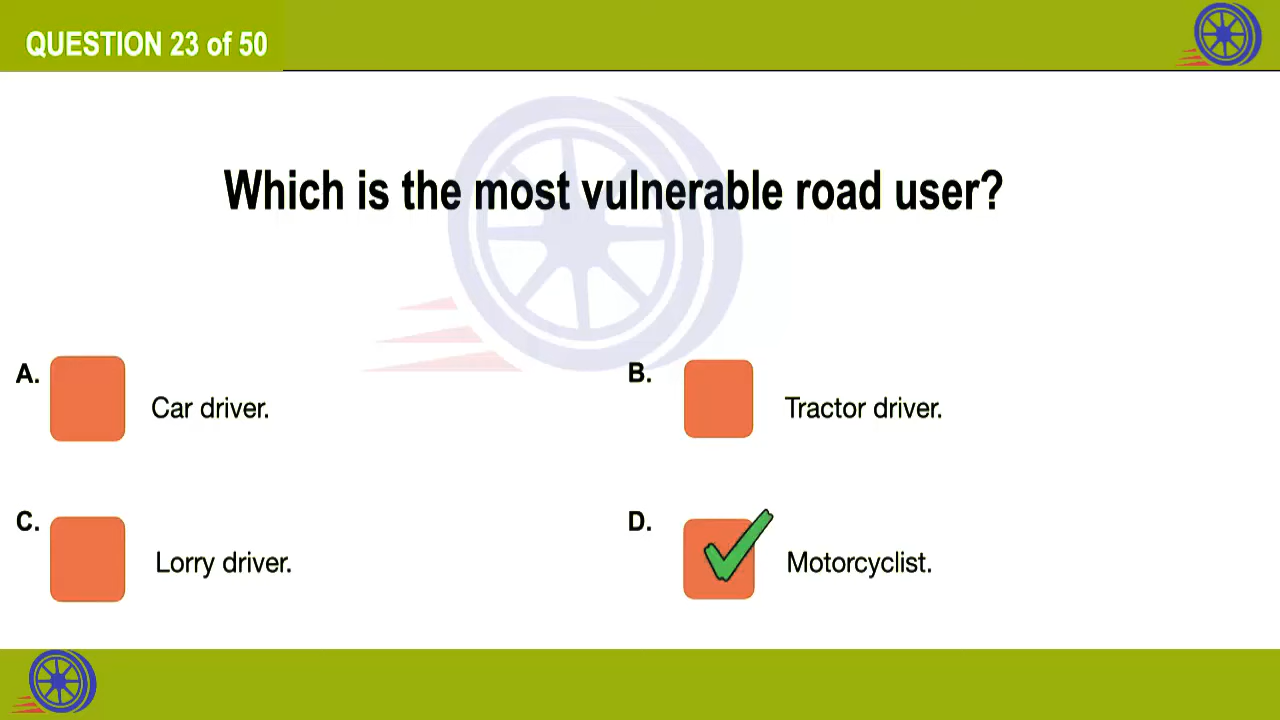 QUESTION 23 of 50
Which is the most vulnerable road user?
A. Car driver.
B. Tractor driver.
C. Lorry driver.
D. Motorcyclist.